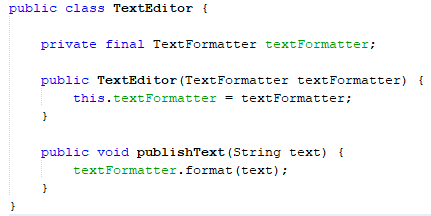 public class TextEditor {
    private final TextFormatter textFormatter;
    public TextEditor(TextFormatter textFormatter) {
        this.textFormatter = textFormatter;
    }
    public void publishText(String text) {
        textFormatter.format(text);
    }
}